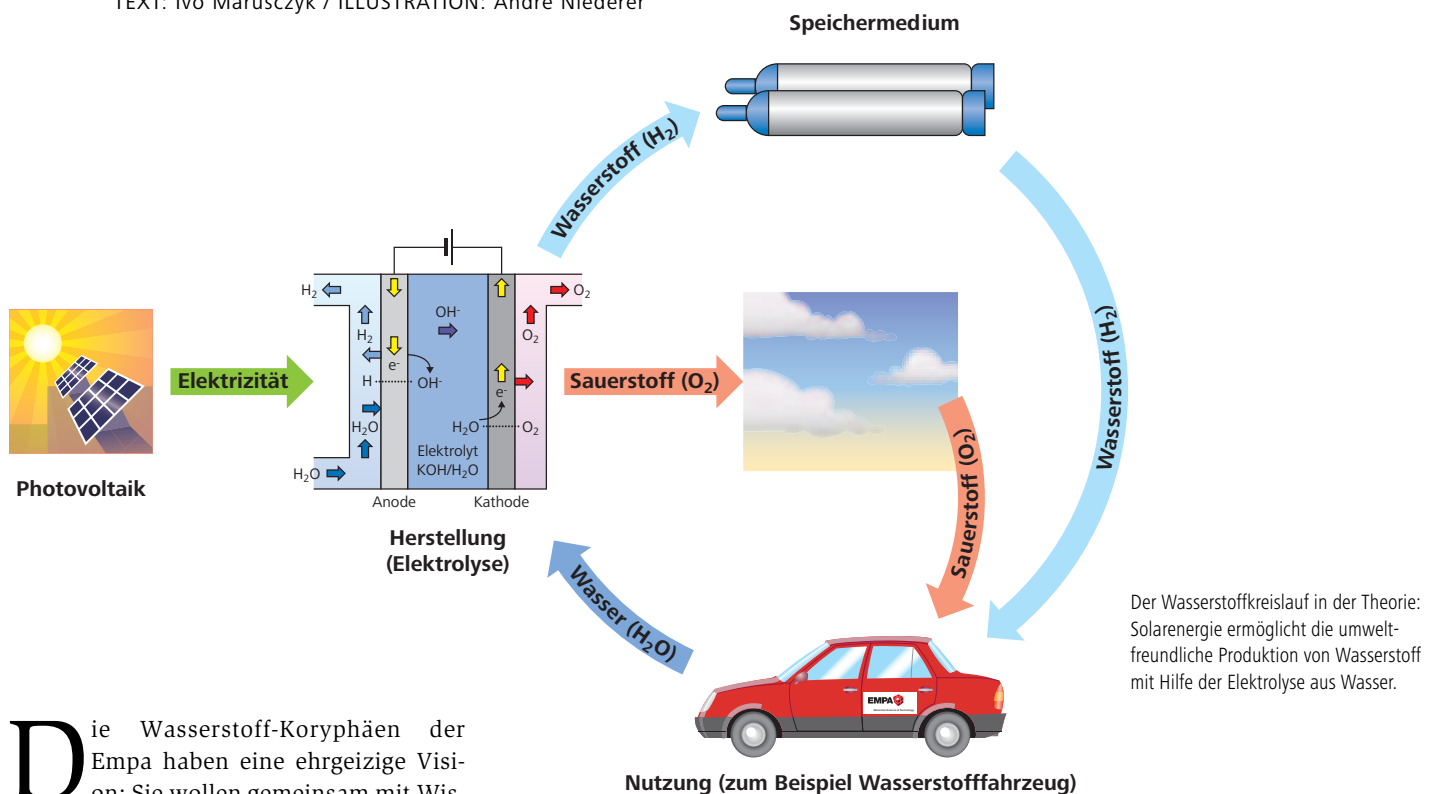 TEXT: Ivo Marusczyk / ILLUSTRATION: André Niederer
Speichermedium
Wasserstoff (H₂)
H₂
O₂
OH-
H₂
O₂
e-
H
OH-
e-
H₂O
H₂O
O₂
Elektrolyt
KOH/H₂O
H₂O
Anode
Kathode
Elektrizität
Sauerstoff (O₂)
Wasserstoff (H₂)
Photovoltaik
Herstellung
(Elektrolyse)
Sauerstoff (O₂)
Wasser (H₂O)
EMPA
Der Wasserstoffkreislauf in der Theorie:
Solarenergie ermöglicht die umwelt-
freundliche Produktion von Wasserstoff
mit Hilfe der Elektrolyse aus Wasser.
Nutzung (zum Beispiel Wasserstofffahrzeug)
Die Wasserstoff-Koryphäen der
Empa haben eine ehrgeizige Visi-
on: Sie wollen gemeinsam mit Wis-